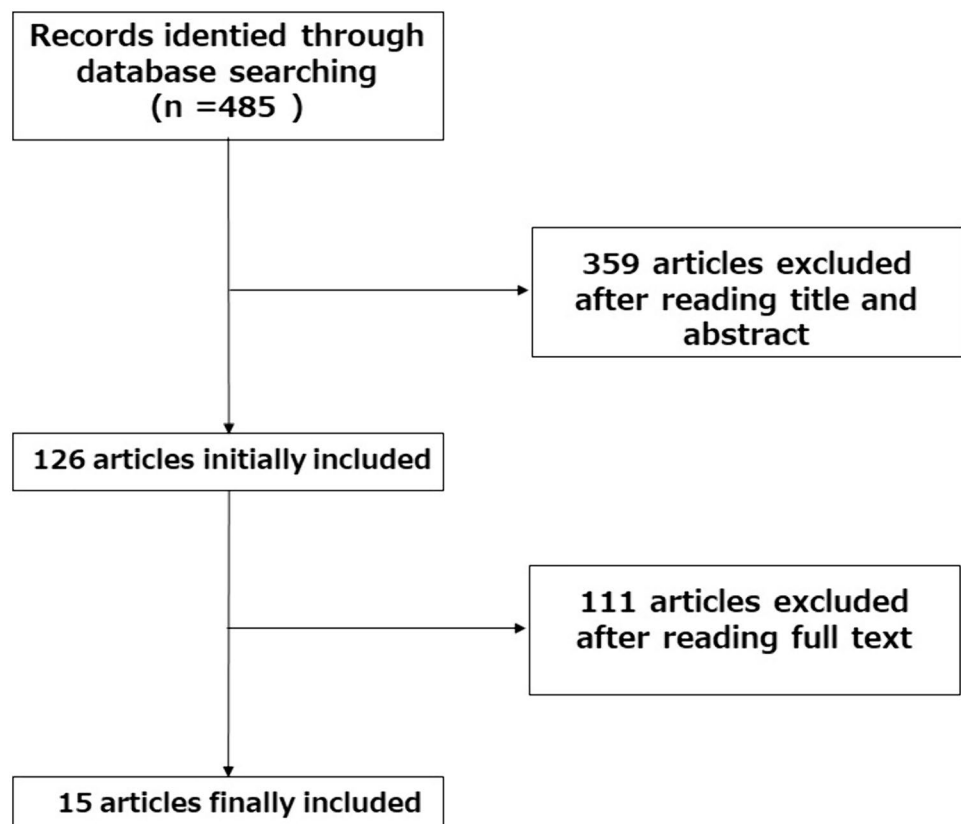 Records identied through
database searching
(n =485 )
359 articles excluded
after reading title and
abstract
126 articles initially included
111 articles excluded
after reading full text
15 articles finally included